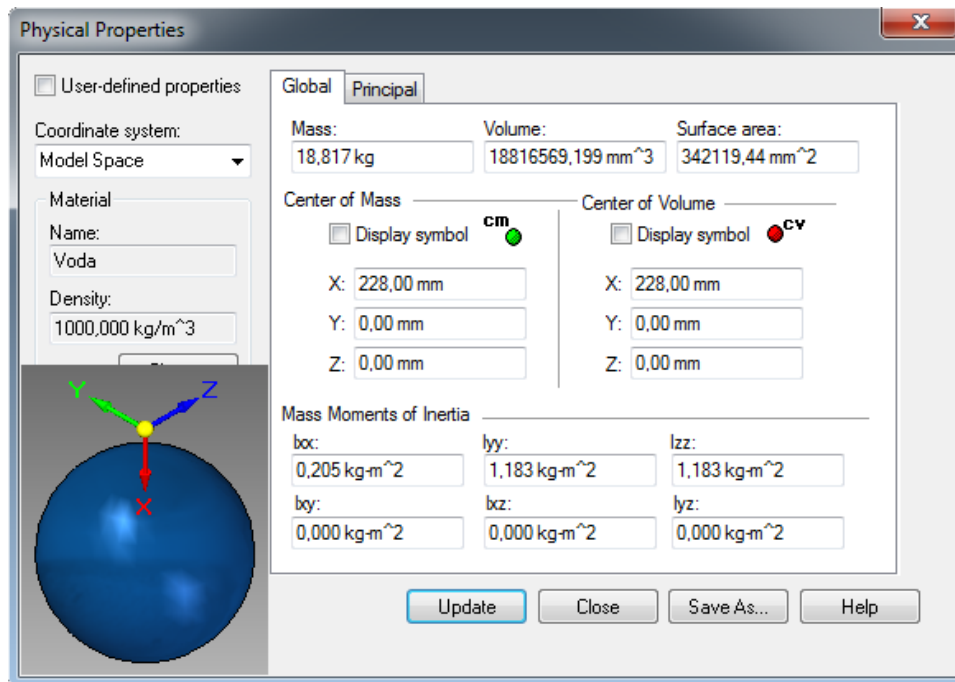 Physical Properties
User-defined properties
Coordinate system:
Model Space
Material
Name:
Voda
Density:
1000,000 kg/m^3
Y
Z
X
Global
Principal
Mass:
Volume:
Surface area:
18,817 kg
18816569,199 mm^3
342119,44 mm^2
Center of Mass
Center of Volume
Display symbol
cm
Display symbol
cv
X: 228,00 mm
X: 228,00 mm
Y: 0,00 mm
Y: 0,00 mm
Z: 0,00 mm
Z: 0,00 mm
Mass Moments of Inertia
Ixx:
Iyy:
Izz:
0,205 kg-m^2
1,183 kg-m^2
1,183 kg-m^2
Ixy:
Ixz:
Iyz:
0,000 kg-m^2
0,000 kg-m^2
0,000 kg-m^2
Update
Close
Save As...
Help